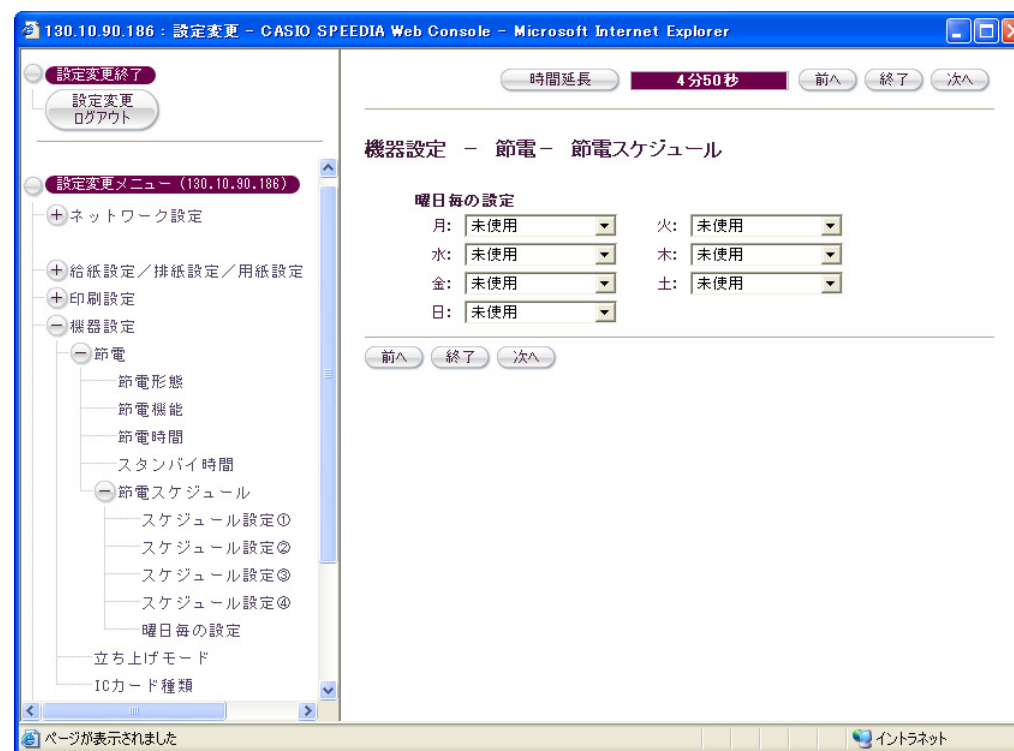 130.10.90.186 : 設定変更 - CASIO SPEEDIA Web Console - Microsoft Internet Explorer
設定変更終了
設定変更
ログアウト
設定変更メニュー (130.10.90.186)
ネットワーク設定
給紙設定/排紙設定/用紙設定
印刷設定
機器設定
節電
節電形態
節電機能
節電時間
スタンバイ時間
節電スケジュール
スケジュール設定①
スケジュール設定②
スケジュール設定③
スケジュール設定④
曜日毎の設定
立ち上げモード
ICカード種類
時間延長 4分50秒 前へ 終了 次へ
機器設定 - 節電- 節電スケジュール
曜日毎の設定
月: 未使用 火: 未使用
水: 未使用 木: 未使用
金: 未使用 土: 未使用
日: 未使用
前へ 終了 次へ
ページが表示されました イントラネット